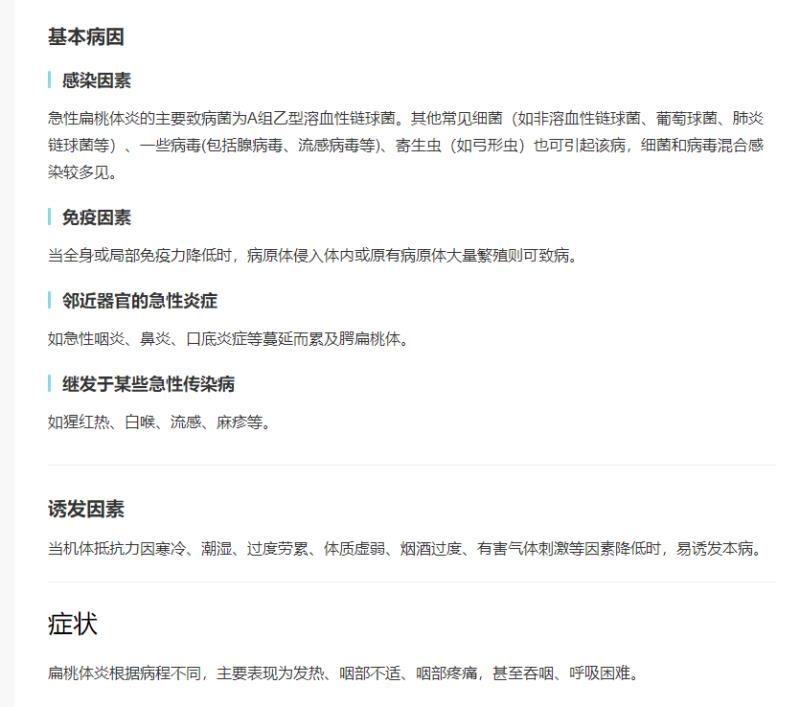 基本病因
感染因素
急性扁桃体炎的主要致病菌为A组乙型溶血性链球菌。其他常见细菌（如非溶血性链球菌、葡萄球菌、肺炎
链球菌等）、一些病毒(包括腺病毒、流感病毒等)、寄生虫（如弓形虫）也可引起该病，细菌和病毒混合感
染较多见。
免疫因素
当全身或局部免疫力降低时，病原体侵入体内或原有病原体大量繁殖则可致病。
邻近器官的急性炎症
如急性咽炎、鼻炎、口底炎症等蔓延而累及腭扁桃体。
继发于某些急性传染病
如猩红热、白喉、流感、麻疹等。
诱发因素
当机体抵抗力因寒冷、潮湿、过度劳累、体质虚弱、烟酒过度、有害气体刺激等因素降低时，易诱发本病。
症状
扁桃体炎根据病程不同，主要表现为发热、咽部不适、咽部疼痛，甚至吞咽、呼吸困难。